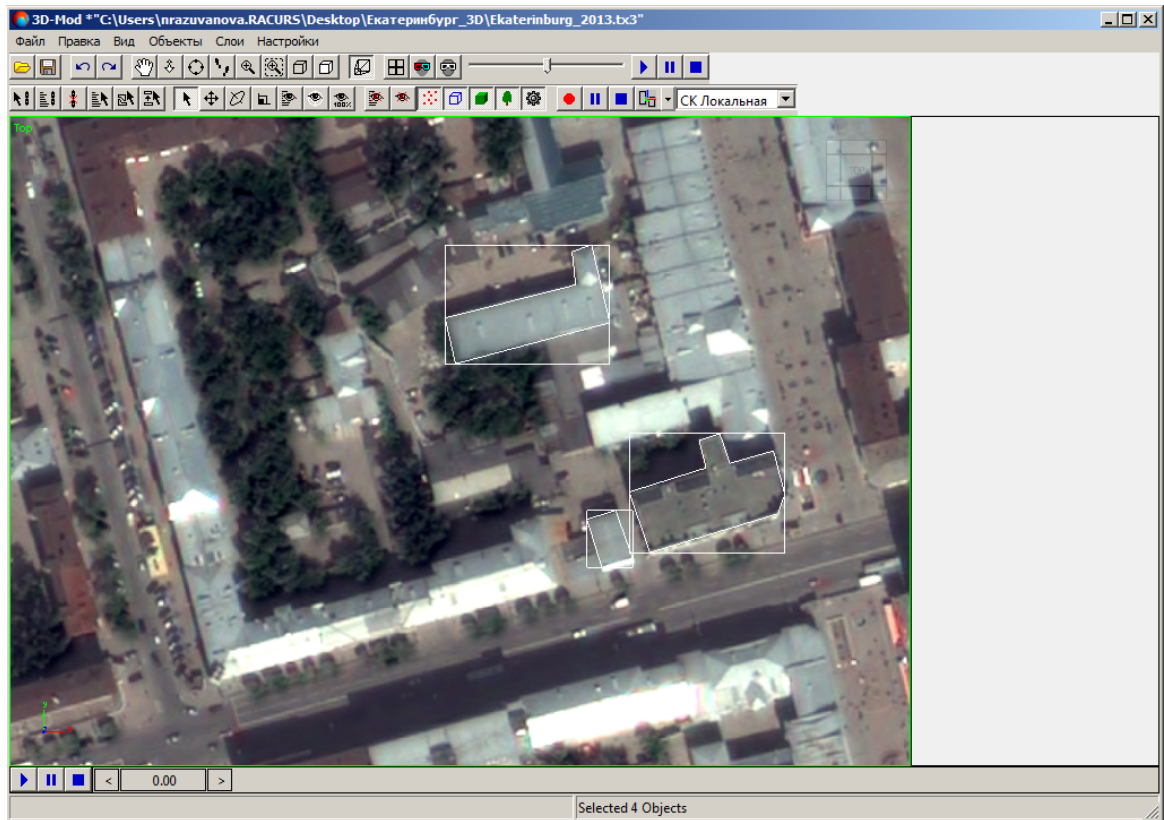 3D-Mod *"C:\Users\nrazuvanova.RACURS\Desktop\Екатеринбург_3D\Ekaterinburg_2013.tx3"
Файл Правка Вид Объекты Слои Настройки
100%
СК Локальная
Top
y
< 0.00 >
Selected 4 Objects